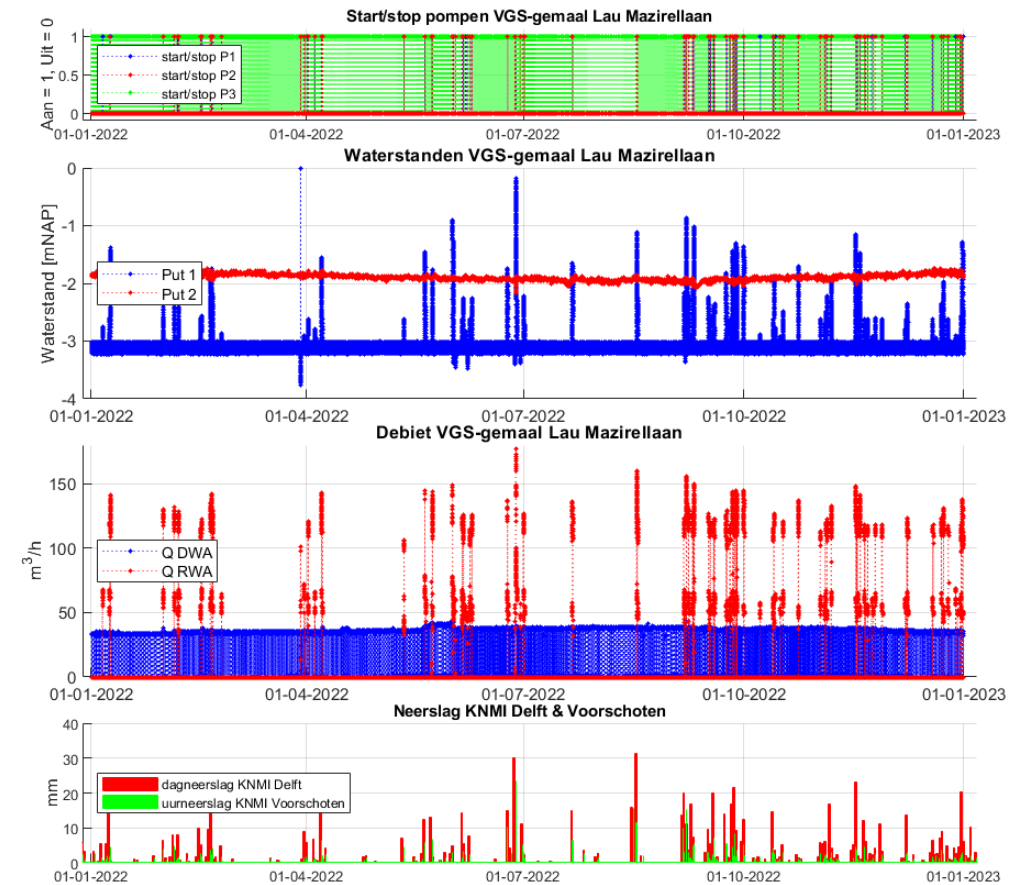 Start/stop pompen VGS-gemaal Lau Mazirellaan
Aan = 1, Uit = 0
1
0.5
0
start/stop P1
start/stop P2
start/stop P3
01-01-2022 01-04-2022 01-07-2022 01-10-2022 01-01-2023
Waterstanden VGS-gemaal Lau Mazirellaan
Waterstand [mNAP]
0
-1
-2
-3
-4
Put 1
Put 2
01-01-2022 01-04-2022 01-07-2022 01-10-2022 01-01-2023
Debiet VGS-gemaal Lau Mazirellaan
m³/h
150
100
50
0
Q DWA
Q RWA
01-01-2022 01-04-2022 01-07-2022 01-10-2022 01-01-2023
Neerslag KNMI Delft & Voorschoten
mm
40
30
20
10
0
dagneerslag KNMI Delft
uurneerslag KNMI Voorschoten
01-01-2022 01-04-2022 01-07-2022 01-10-2022 01-01-2023